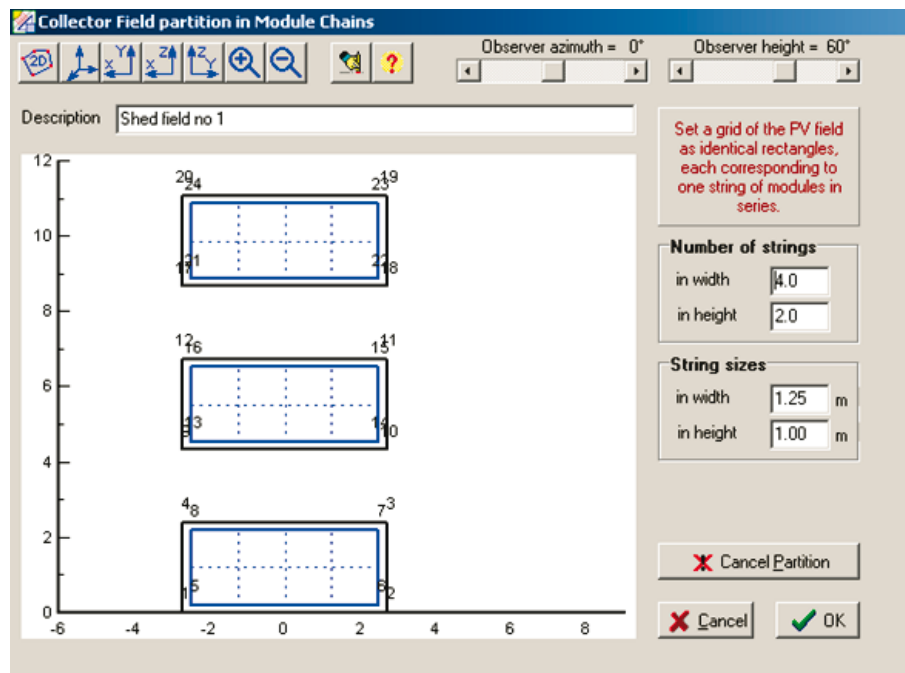 Collector Field partition in Module Chains
2D Y X Z X Z Y ?
Observer azimuth = 0°
Observer height = 60°
Description Shed field no 1
Set a grid of the PV field
as identical rectangles,
each corresponding to
one string of modules in
series.
Number of strings
in width 4.0
in height 2.0
String sizes
in width 1.25 m
in height 1.00 m
Cancel Partition
Cancel OK
12
20 24 23 19
10
17 21 22 18
8
12 16 15 11
6
9 13 14 10
4
4 8 7 3
2
1 5 6 2
0
-6 -4 -2 0 2 4 6 8